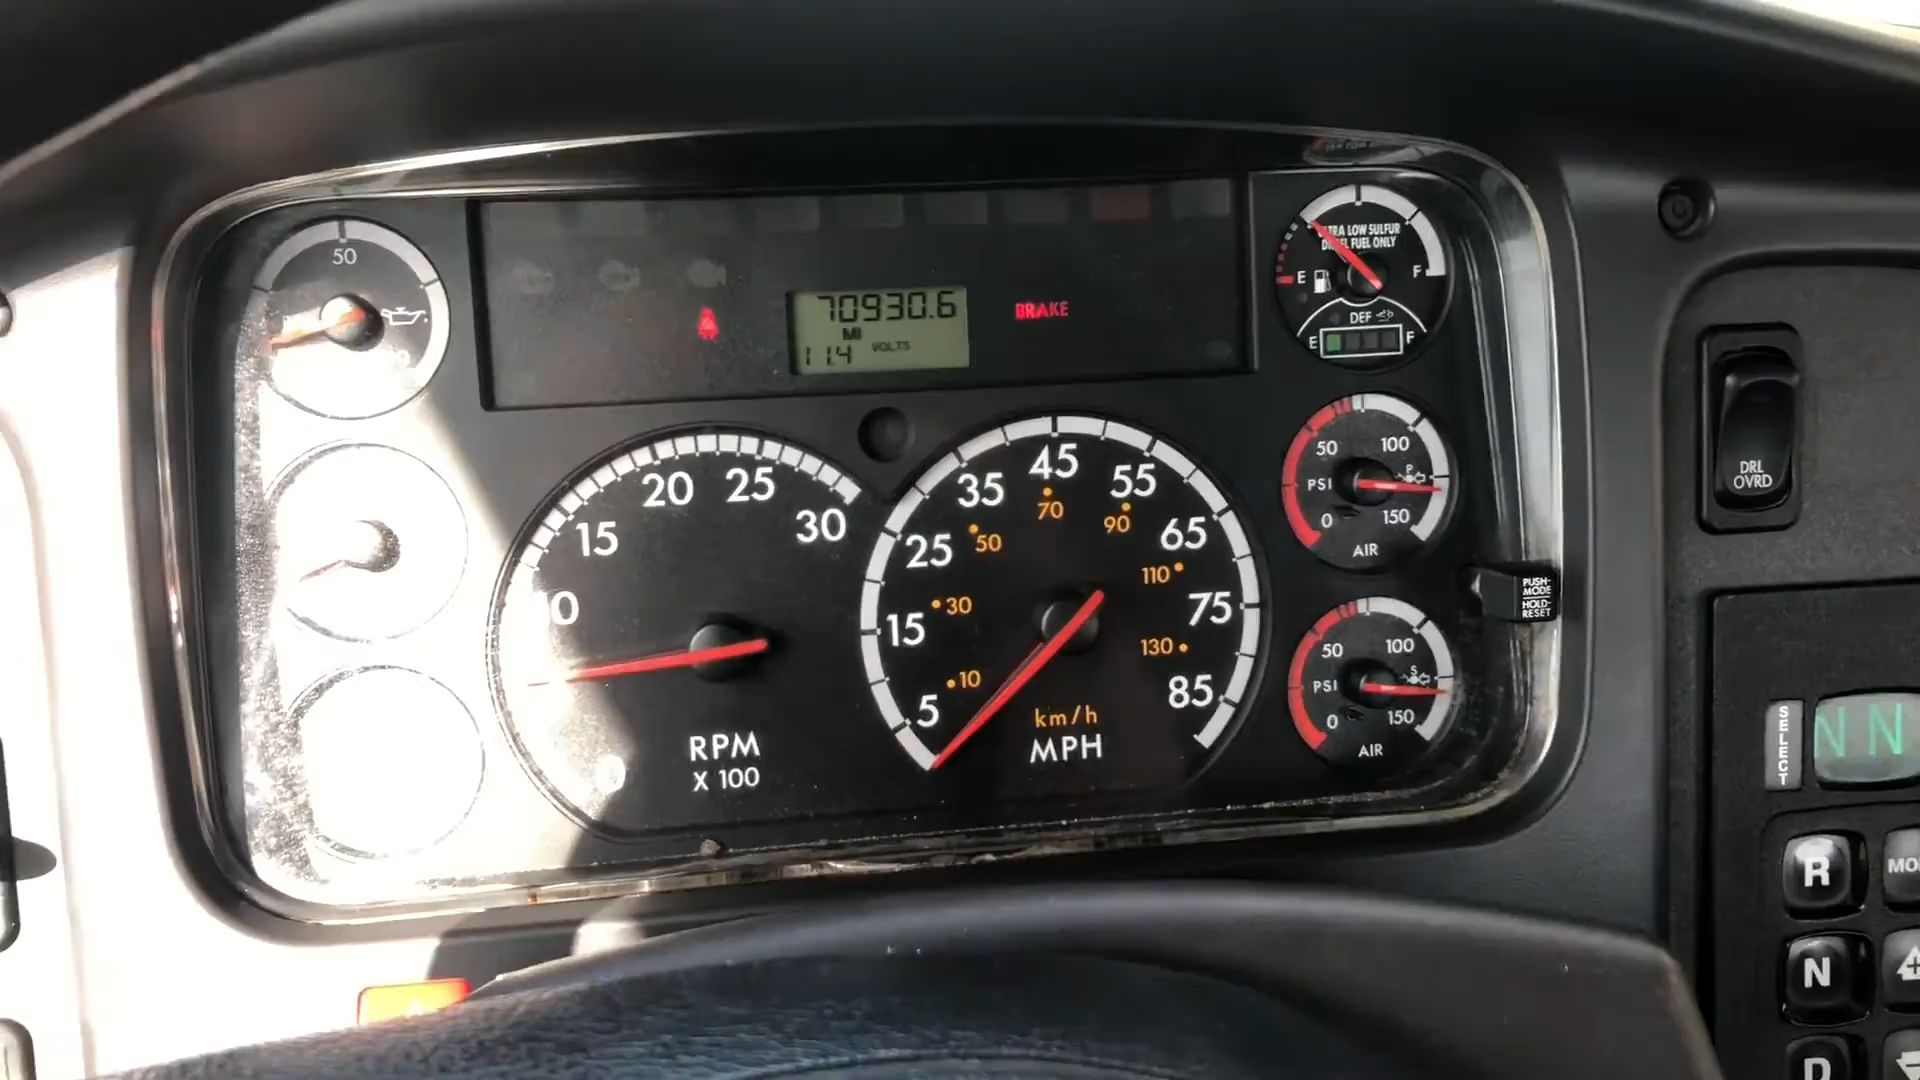 50
70930.6
MI
11.4 VOLTS
BRAKE
ULTRA LOW SULFUR
DIESEL FUEL ONLY
E F
DEF
E F
15 20 25 30
RPM
X 100
5 15 25 35 45 55 65 75 85
10 30 50 70 90 110 130
km/h
MPH
50 100
PSI P
0 150
AIR
50 100
PSI S
0 150
AIR
PUSH-
MODE
HOLD-
RESET
DRL
OVRD
SELECT
N N
R
N
D